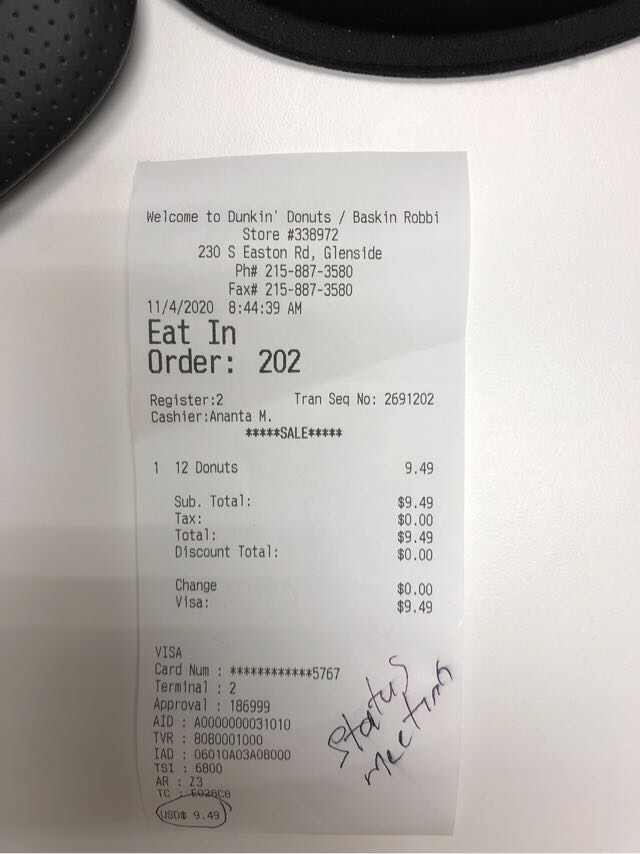 Welcome to Dunkin' Donuts / Baskin Robbi
Store #338972
230 S Easton Rd, Glenside
Ph# 215-887-3580
Fax# 215-887-3580
11/4/2020 8:44:39 AM
Eat In
Order: 202
Register:2 Tran Seq No: 2691202
Cashier:Ananta M.
*****SALE*****
1 12 Donuts 9.49
Sub. Total: $9.49
Tax: $0.00
Total: $9.49
Discount Total: $0.00
Change $0.00
Visa: $9.49
VISA
Card Num : ************5767
Terminal : 2
Approval : 186999
AID : A0000000031010
TVR : 8080001000
IAD : 06010A03A08000
TSI : 6800
AR : Z3
TC : E028C8
USD$ 9.49
status
meeting